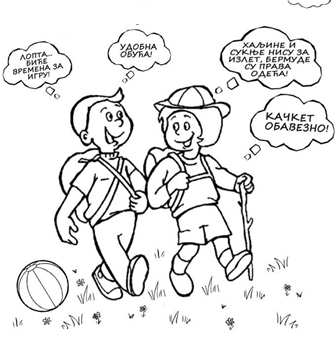 ЛОПТА...
БИЋЕ
ВРЕМЕНА ЗА
ИГРУ!
УДОБНА
ОБУЋА!
ХАЉИНЕ И
СУКЊЕ НИСУ ЗА
ИЗЛЕТ, БЕРМУДЕ
СУ ПРАВА
ОДЕЋА!
КАЧКЕТ
ОБАВЕЗНО!